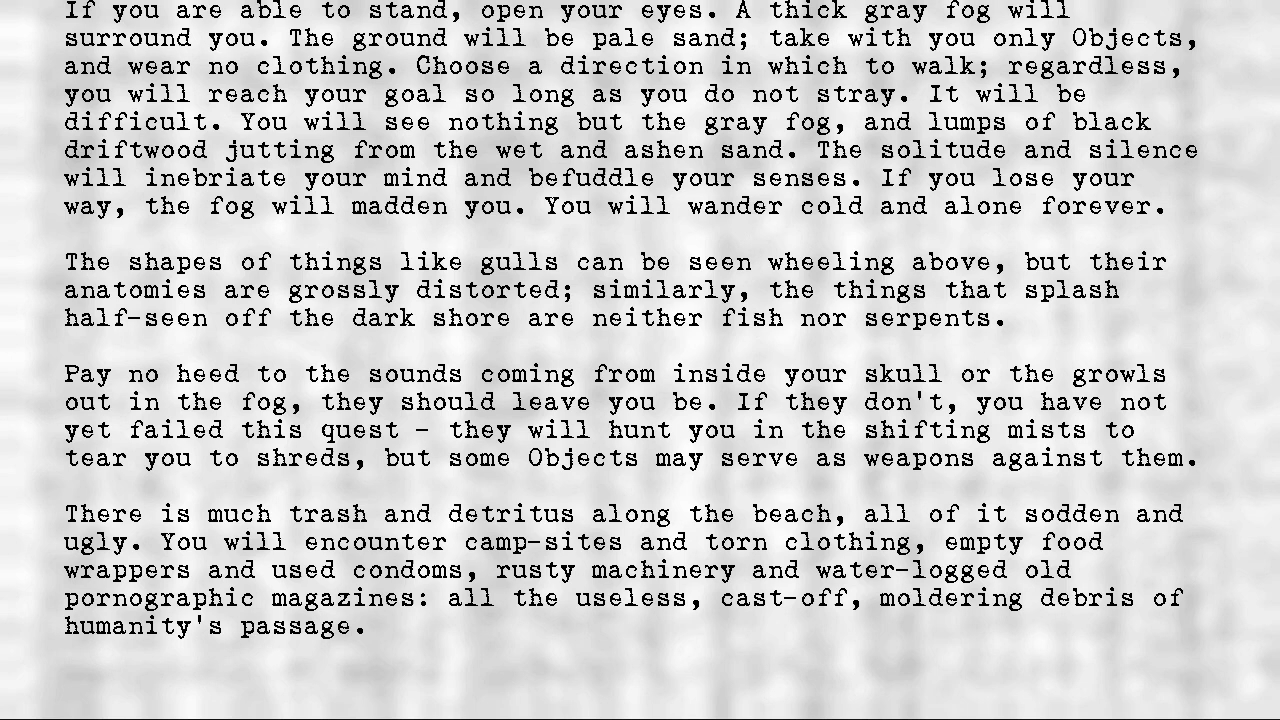 If you are able to stand, open your eyes. A thick gray fog will
surround you. The ground will be pale sand; take with you only Objects,
and wear no clothing. Choose a direction in which to walk; regardless,
you will reach your goal so long as you do not stray. It will be
difficult. You will see nothing but the gray fog, and lumps of black
driftwood jutting from the wet and ashen sand. The solitude and silence
will inebriate your mind and befuddle your senses. If you lose your
way, the fog will madden you. You will wander cold and alone forever.

The shapes of things like gulls can be seen wheeling above, but their
anatomies are grossly distorted; similarly, the things that splash
half-seen off the dark shore are neither fish nor serpents.

Pay no heed to the sounds coming from inside your skull or the growls
out in the fog, they should leave you be. If they don't, you have not
yet failed this quest - they will hunt you in the shifting mists to
tear you to shreds, but some Objects may serve as weapons against them.

There is much trash and detritus along the beach, all of it sodden and
ugly. You will encounter camp-sites and torn clothing, empty food
wrappers and used condoms, rusty machinery and water-logged old
pornographic magazines: all the useless, cast-off, moldering debris of
humanity's passage.